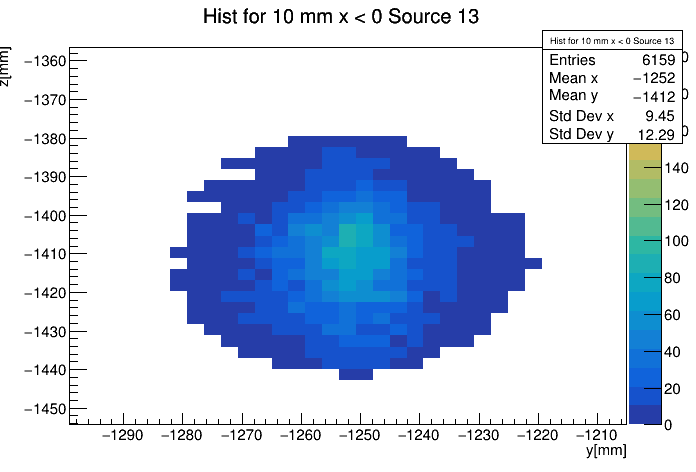 Hist for 10 mm x < 0 Source 13
Hist for 10 mm x < 0 Source 13
Entries 6159
Mean x −1252
Mean y −1412
Std Dev x 9.45
Std Dev y 12.29
z[mm]
−1360
−1370
−1380
−1390
−1400
−1410
−1420
−1430
−1440
−1450
140
120
100
80
60
40
20
0
−1290 −1280 −1270 −1260 −1250 −1240 −1230 −1220 −1210
y[mm]